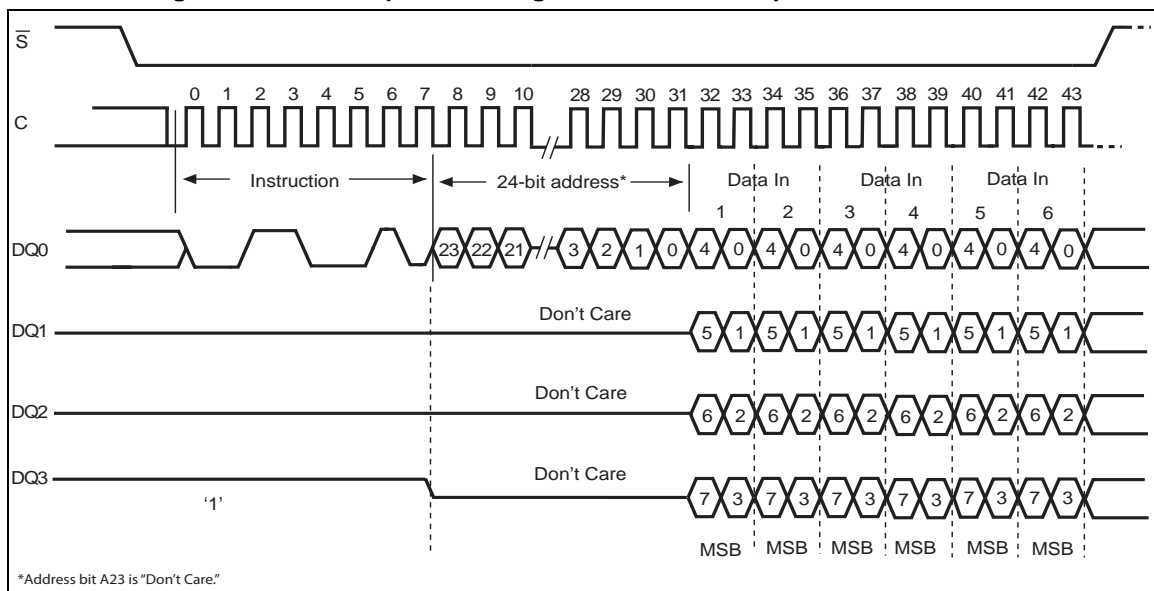 S
0 1 2 3 4 5 6 7 8 9 10 28 29 30 31 32 33 34 35 36 37 38 39 40 41 42 43
C
Instruction 24-bit address* Data In Data In Data In
1 2 3 4 5 6
DQ0 23 22 21 3 2 1 0 4 0 4 0 4 0 4 0 4 0 4 0
Don't Care
DQ1 5 1 5 1 5 1 5 1 5 1 5 1
Don't Care
DQ2 6 2 6 2 6 2 6 2 6 2 6 2
DQ3 Don't Care
'1' 7 3 7 3 7 3 7 3 7 3 7 3
MSB MSB MSB MSB MSB MSB
*Address bit A23 is "Don't Care."